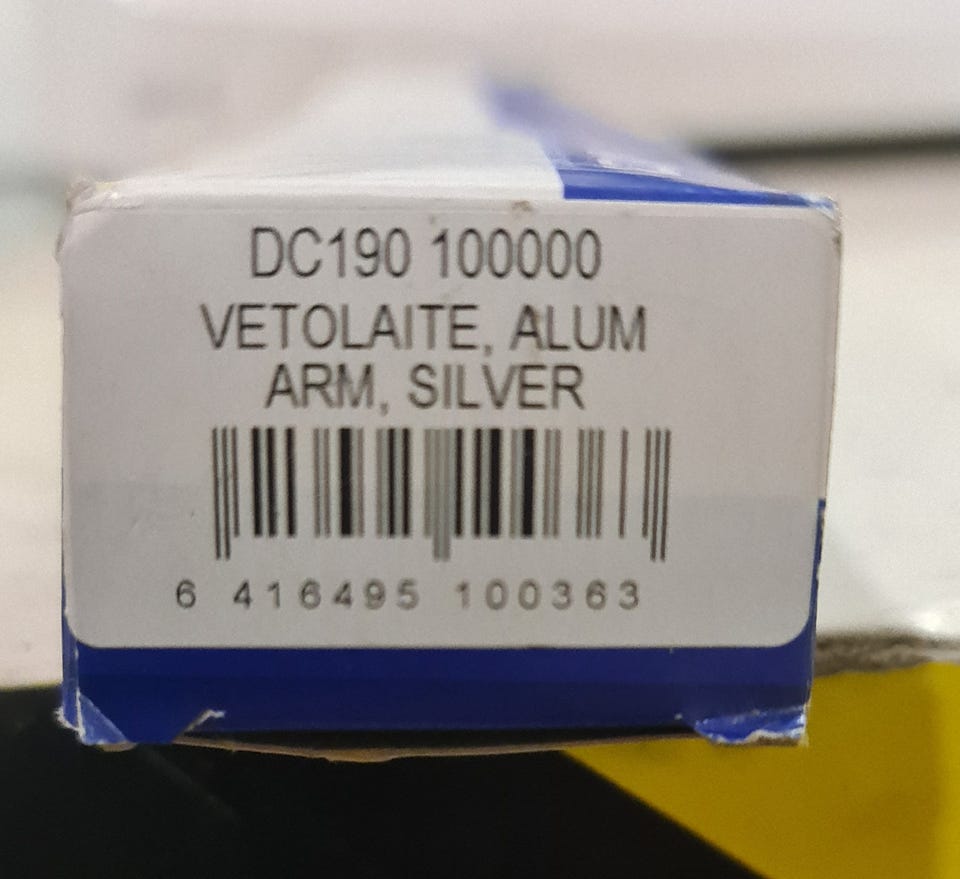 DC190 100000
VETOLAITE, ALUM
ARM, SILVER
6 416495 100363